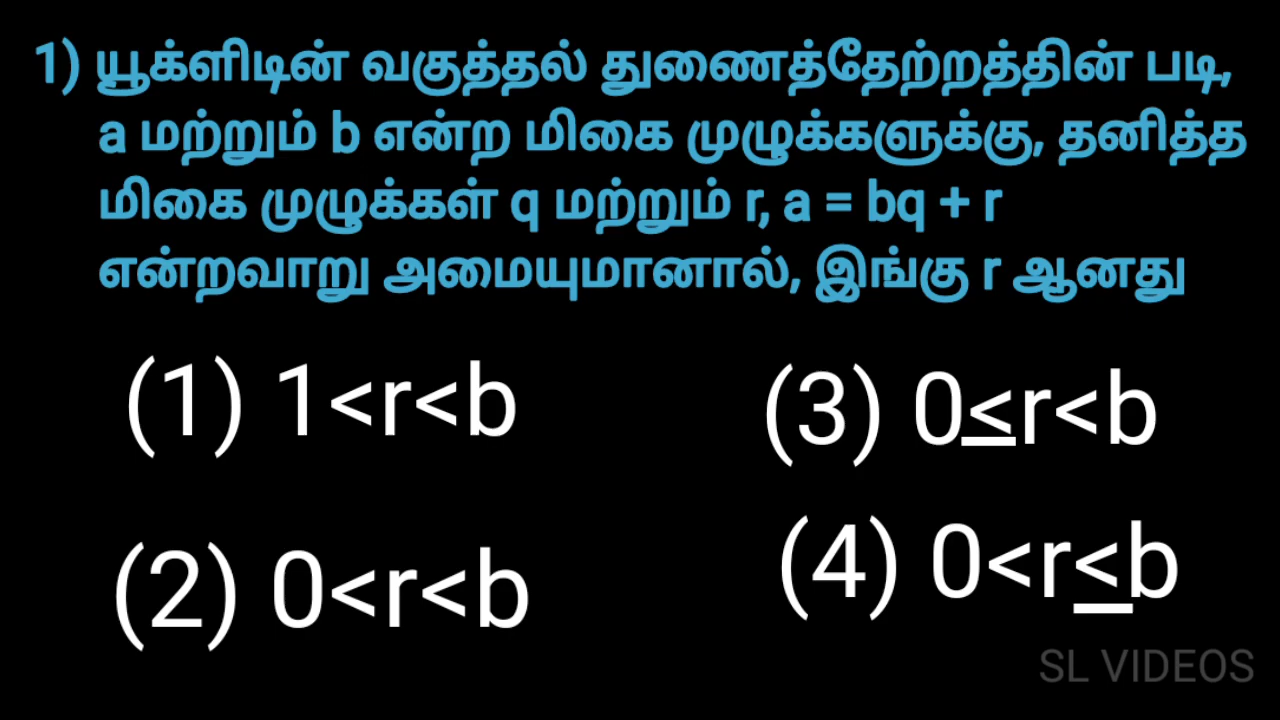 1) யூக்ளிடின் வகுத்தல் துணைத்தேற்றத்தின் படி,
a மற்றும் b என்ற மிகை முழுக்களுக்கு, தனித்த
மிகை முழுக்கள் q மற்றும் r, a = bq + r
என்றவாறு அமையுமானால், இங்கு r ஆனது
(1) 1<r<b
(3) 0≤r<b
(2) 0<r<b
(4) 0<r≤b
SL VIDEOS